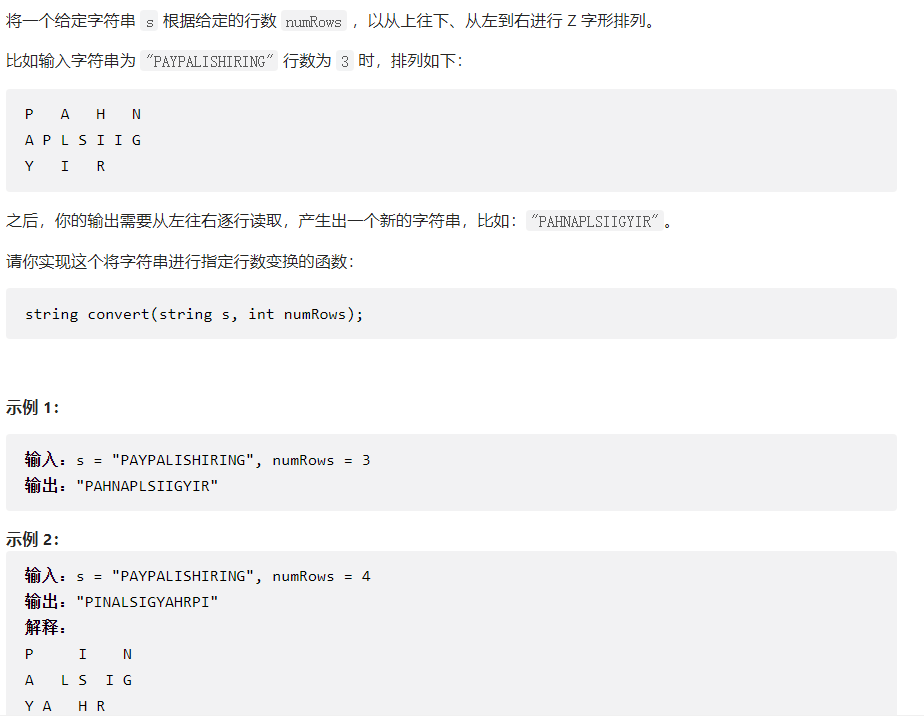 将一个给定字符串 s 根据给定的行数 numRows ，以从上往下、从左到右进行 Z 字形排列。
比如输入字符串为 "PAYPALISHIRING" 行数为 3 时，排列如下：
P   A   H   N
A P L S I I G
Y   I   R
之后，你的输出需要从左往右逐行读取，产生出一个新的字符串，比如："PAHNAPLSIIGYIR"。
请你实现这个将字符串进行指定行数变换的函数：
string convert(string s, int numRows);
示例 1：
输入：s = "PAYPALISHIRING", numRows = 3
输出："PAHNAPLSIIGYIR"
示例 2：
输入：s = "PAYPALISHIRING", numRows = 4
输出："PINALSIGYAHRPI"
解释：
P     I    N
A   L S  I G
Y A   H R